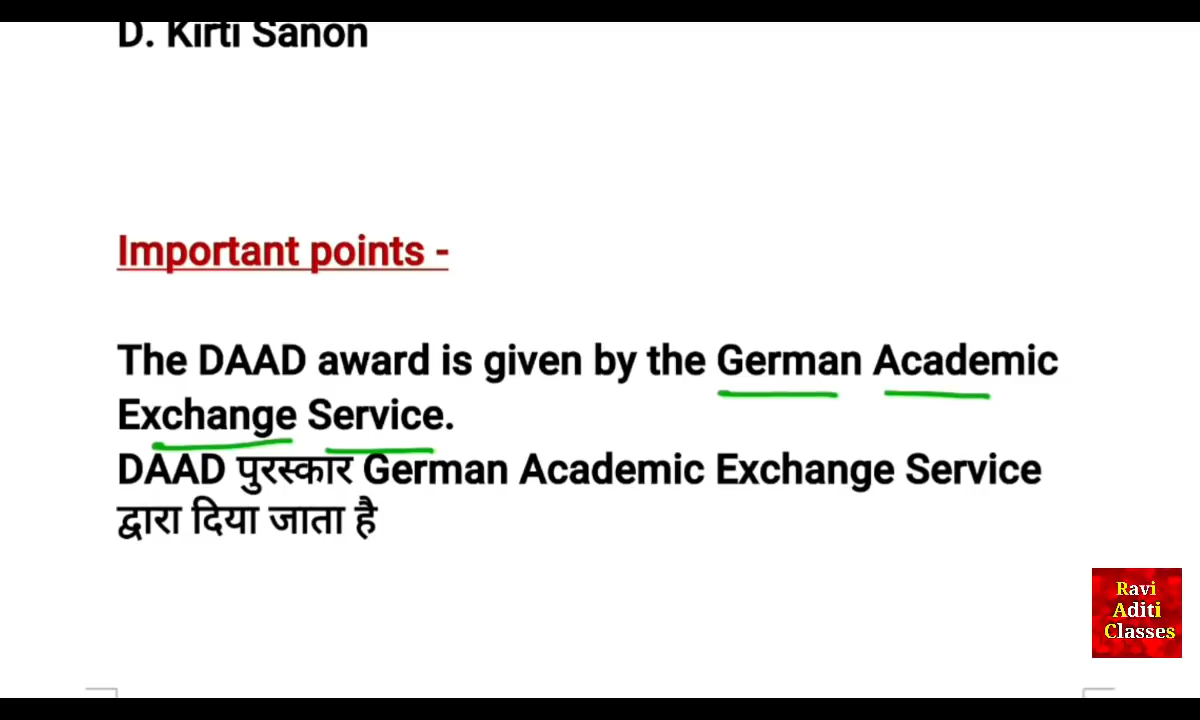 D. Kirti Sanon
Important points -
The DAAD award is given by the German Academic
Exchange Service.
DAAD पुरस्कार German Academic Exchange Service
द्वारा दिया जाता है
Ravi
Aditi
Classes